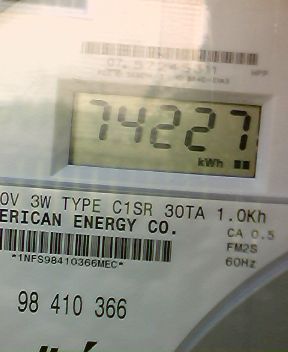 74227
kWh
0V 3W TYPE C1SR 30TA 1.0Kh
ERICAN ENERGY CO.
CA 0.5
FM2S
60Hz
*1NFS98410366MEC*
98 410 366